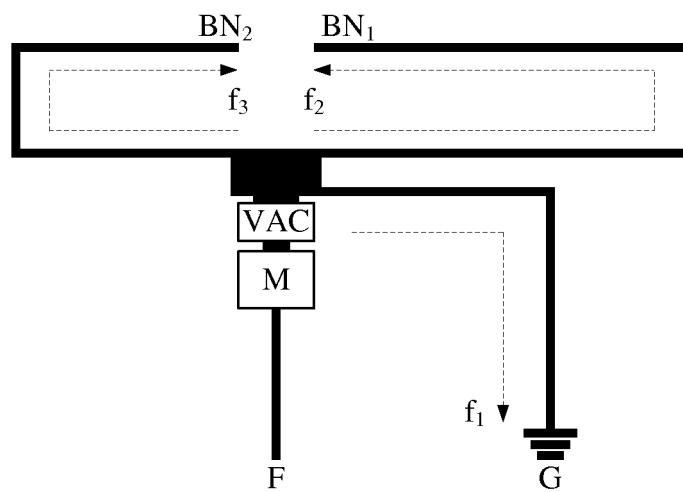 BN₂ BN₁
f₃ f₂
VAC
M
f₁
F G